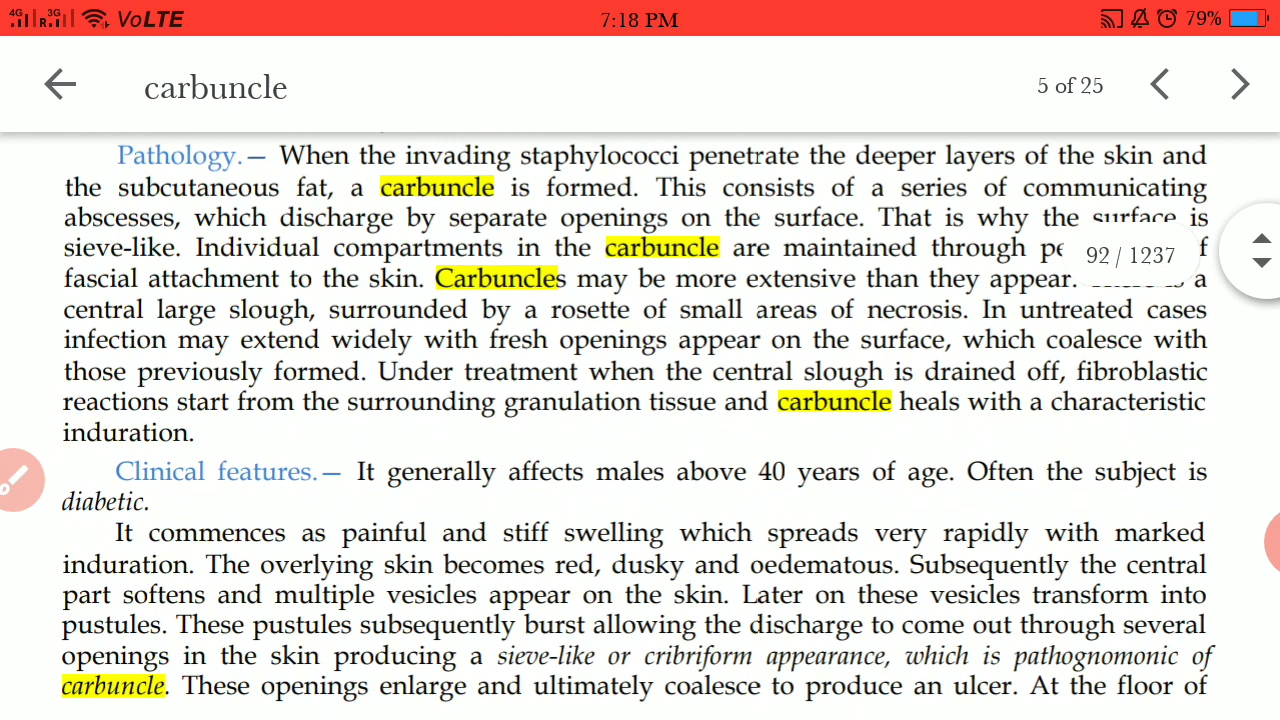 4G R 3G VoLTE 7:18 PM 79%
carbuncle 5 of 25
Pathology.— When the invading staphylococci penetrate the deeper layers of the skin and
the subcutaneous fat, a carbuncle is formed. This consists of a series of communicating
abscesses, which discharge by separate openings on the surface. That is why the surface is
sieve-like. Individual compartments in the carbuncle are maintained through
92 / 1237
fascial attachment to the skin. Carbuncles may be more extensive than they appear. a
central large slough, surrounded by a rosette of small areas of necrosis. In untreated cases
infection may extend widely with fresh openings appear on the surface, which coalesce with
those previously formed. Under treatment when the central slough is drained off, fibroblastic
reactions start from the surrounding granulation tissue and carbuncle heals with a characteristic
induration.
Clinical features.— It generally affects males above 40 years of age. Often the subject is
diabetic.
It commences as painful and stiff swelling which spreads very rapidly with marked
induration. The overlying skin becomes red, dusky and oedematous. Subsequently the central
part softens and multiple vesicles appear on the skin. Later on these vesicles transform into
pustules. These pustules subsequently burst allowing the discharge to come out through several
openings in the skin producing a sieve-like or cribriform appearance, which is pathognomonic of
carbuncle. These openings enlarge and ultimately coalesce to produce an ulcer. At the floor of